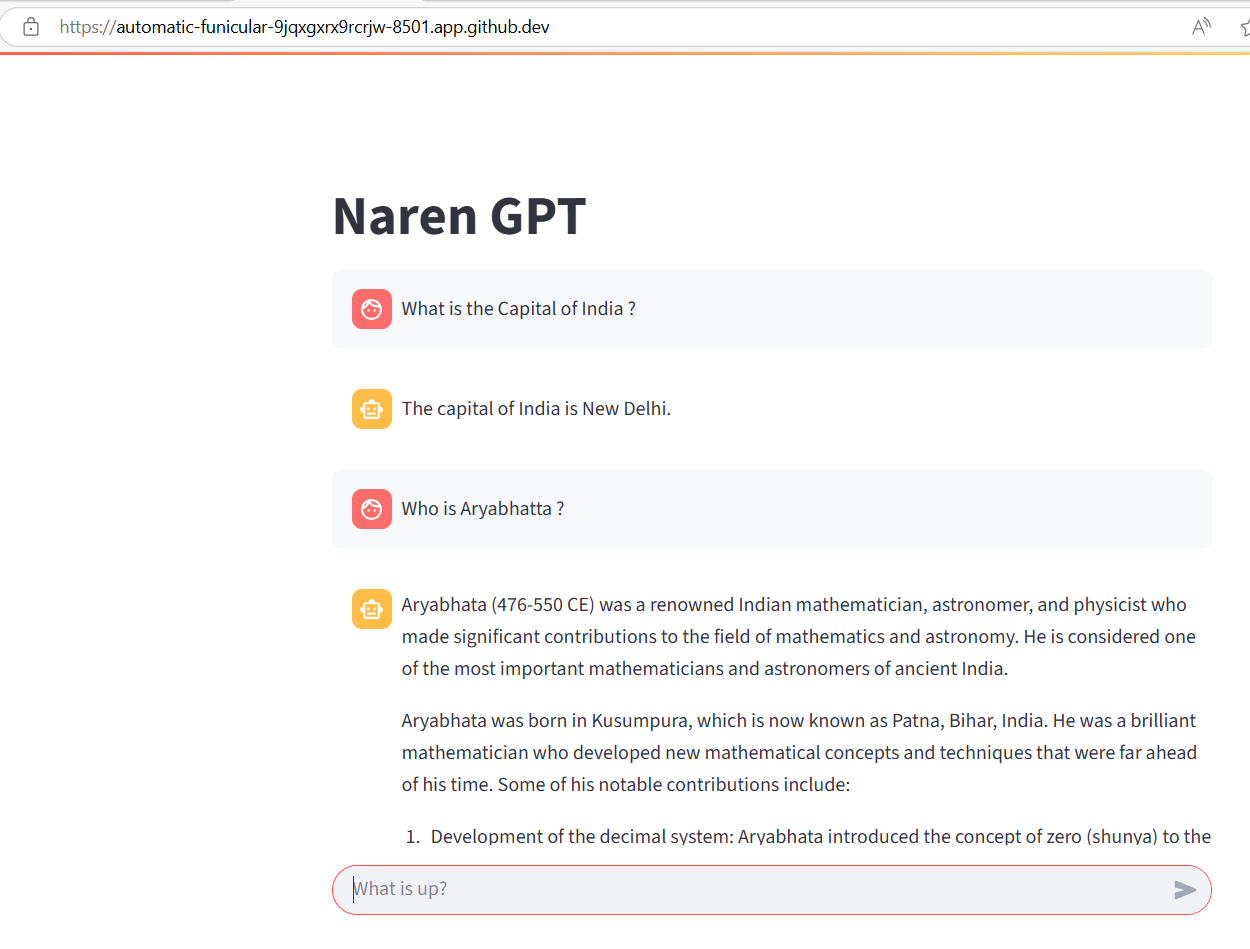 https://automatic-funicular-9jqxgxrx9rcrjw-8501.app.github.dev
Naren GPT
What is the Capital of India ?
The capital of India is New Delhi.
Who is Aryabhatta ?
Aryabhata (476-550 CE) was a renowned Indian mathematician, astronomer, and physicist who
made significant contributions to the field of mathematics and astronomy. He is considered one
of the most important mathematicians and astronomers of ancient India.
Aryabhata was born in Kusumpura, which is now known as Patna, Bihar, India. He was a brilliant
mathematician who developed new mathematical concepts and techniques that were far ahead
of his time. Some of his notable contributions include:
1. Development of the decimal system: Aryabhata introduced the concept of zero (shunya) to the
What is up?